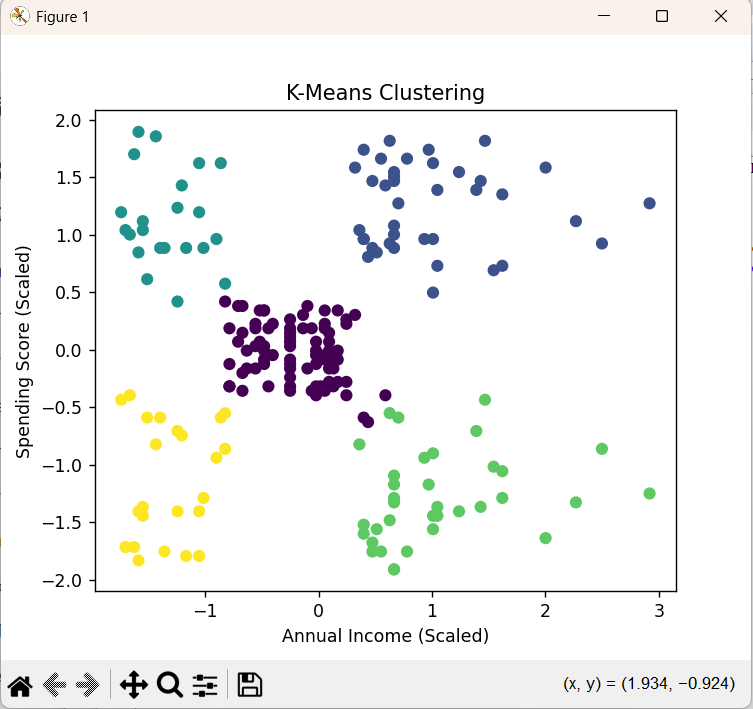 Figure 1
K-Means Clustering
2.0
1.5
1.0
0.5
0.0
−0.5
−1.0
−1.5
−2.0
Spending Score (Scaled)
−1 0 1 2 3
Annual Income (Scaled)
(x, y) = (1.934, −0.924)